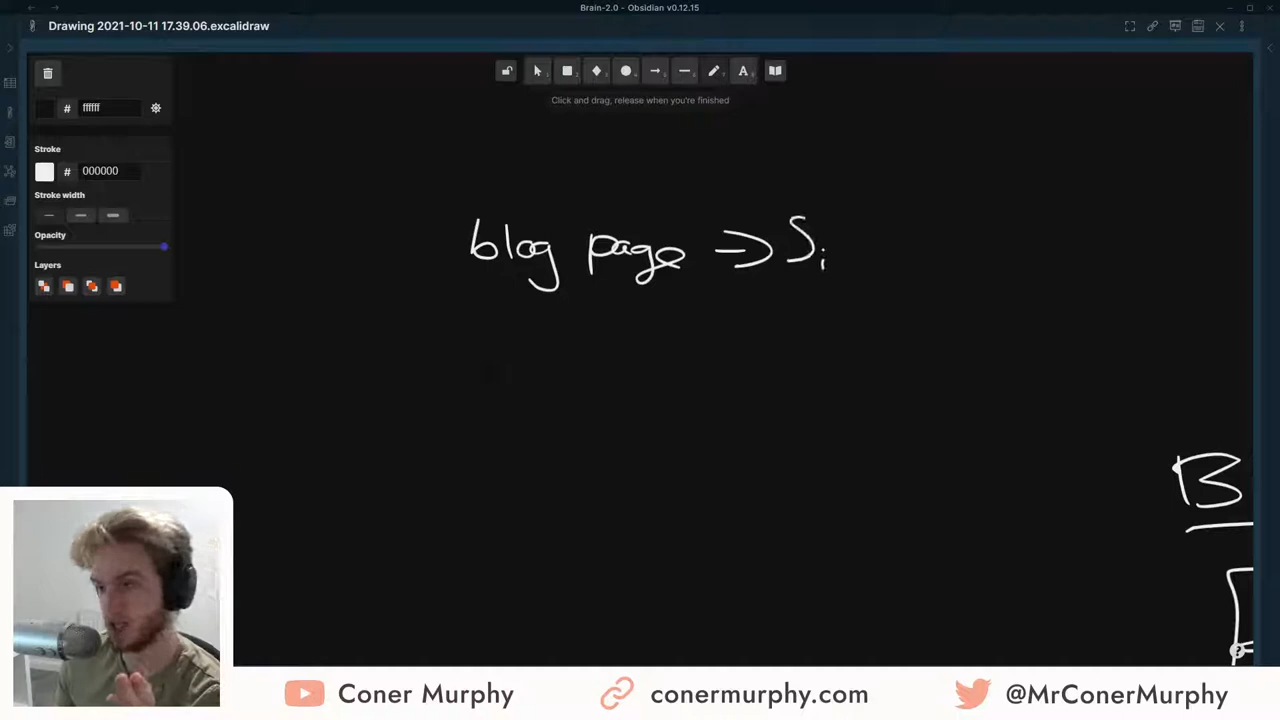 Brain-2.0 - Obsidian v0.12.15
Drawing 2021-10-11 17.39.06.excalidraw
# ffffff
Click and drag, release when you're finished
Stroke
# 000000
Stroke width
Opacity
Layers
blog page => Si
B
Coner Murphy
conermurphy.com
@MrConerMurphy